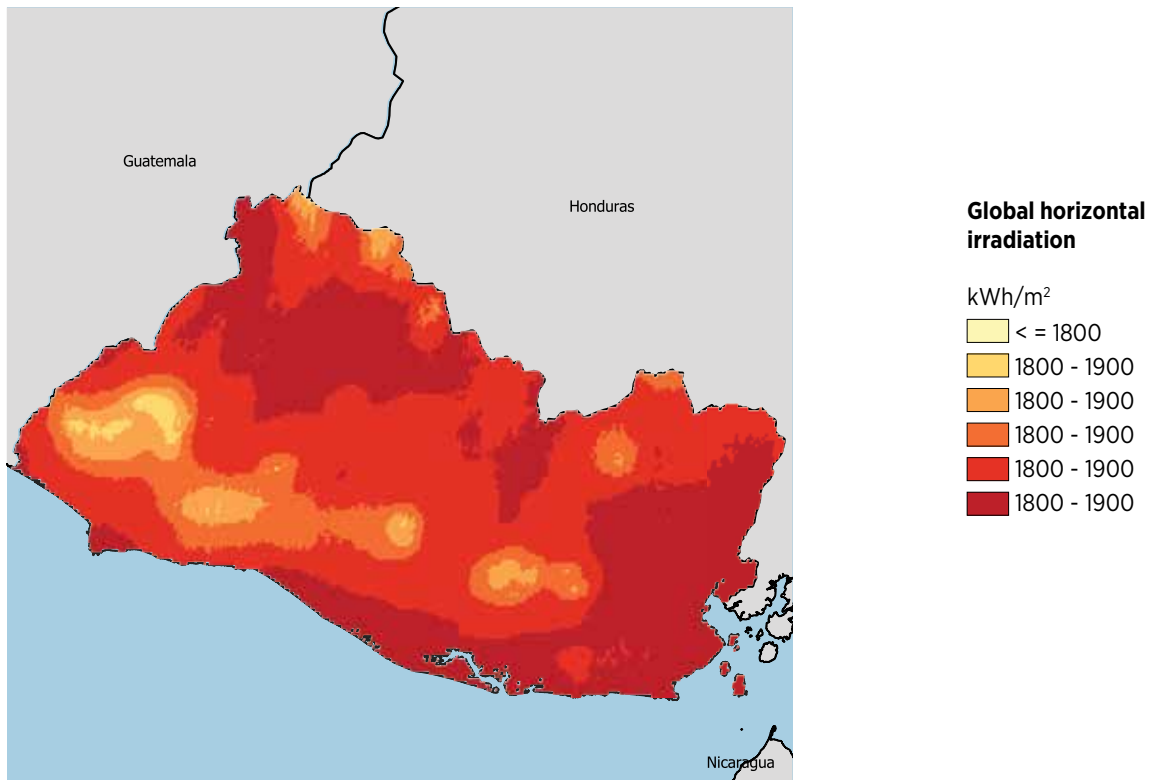 Guatemala
Honduras
Nicaragua
Global horizontal
irradiation
kWh/m²
< = 1800
1800 - 1900
1800 - 1900
1800 - 1900
1800 - 1900
1800 - 1900